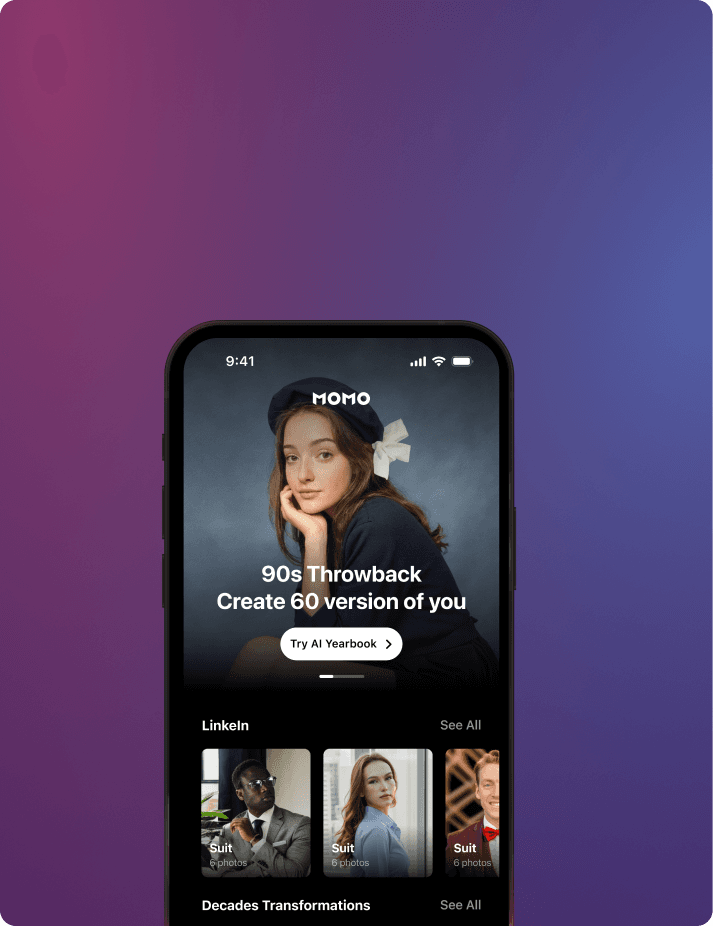 9:41
MOMO
90s Throwback
Create 60 version of you
Try AI Yearbook
LinkeIn
See All
Suit
6 photos
Suit
6 photos
Suit
6 photos
Decades Transformations
See All